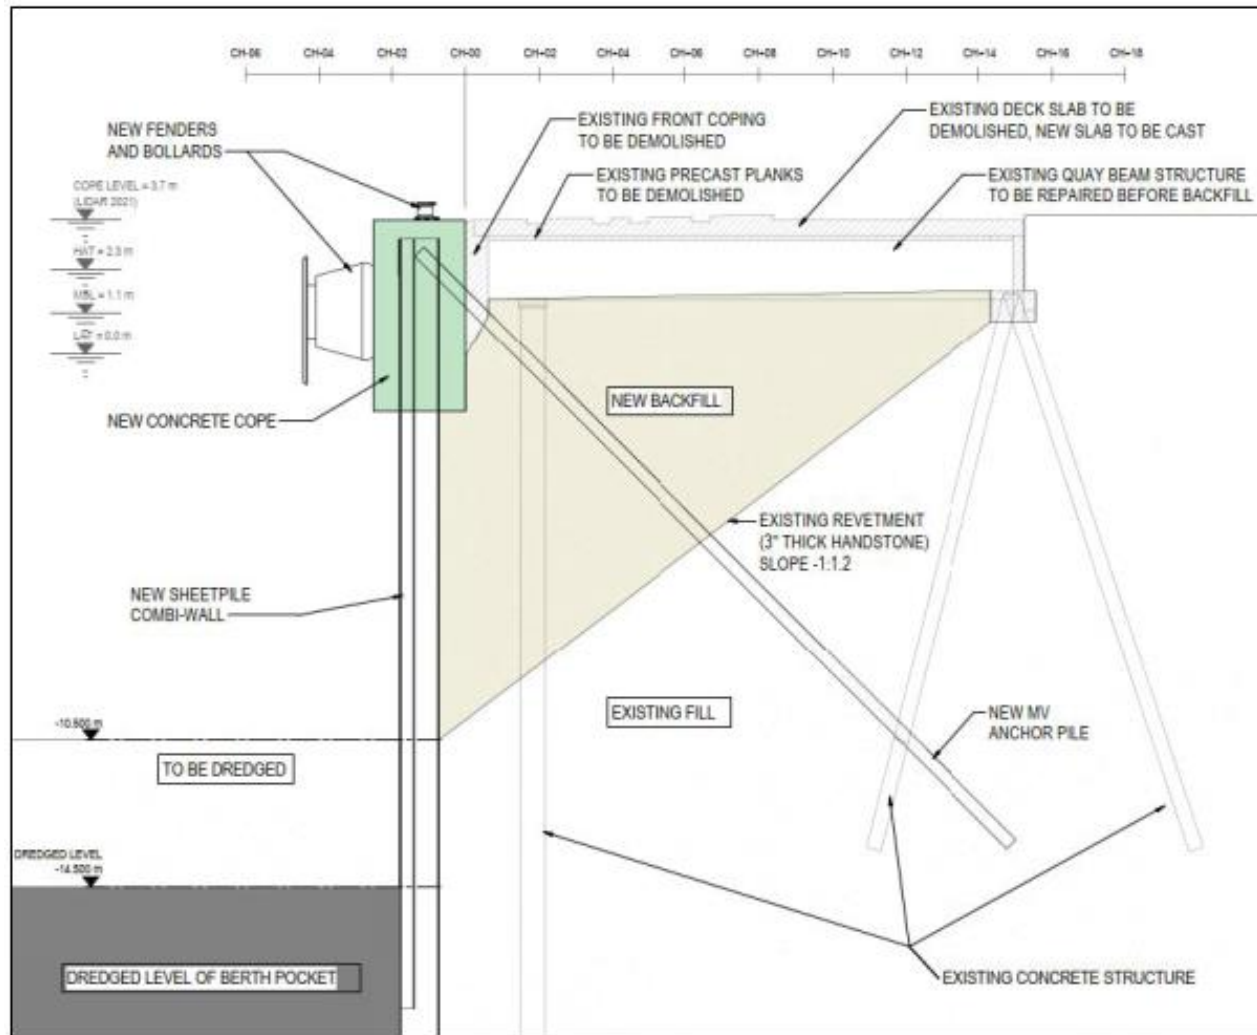 CH-06 CH-04 CH-02 CH-00 CH+02 CH+04 CH+06 CH+08 CH+10 CH+12 CH+14 CH+16 CH+18
NEW FENDERS
AND BOLLARDS
EXISTING FRONT COPING
TO BE DEMOLISHED
EXISTING DECK SLAB TO BE
DEMOLISHED, NEW SLAB TO BE CAST
EXISTING PRECAST PLANKS
TO BE DEMOLISHED
EXISTING QUAY BEAM STRUCTURE
TO BE REPAIRED BEFORE BACKFILL
COPE LEVEL = 3.7 m
(LIDAR 2021)
HAT = 2.3 m
MSL = 1.1 m
LAT = 0.0 m
NEW CONCRETE COPE
NEW BACKFILL
EXISTING REVETMENT
(3" THICK HANDSTONE)
SLOPE -1:1.2
NEW SHEETPILE
COMBI-WALL
EXISTING FILL
NEW MV
ANCHOR PILE
-10.500 m
TO BE DREDGED
DREDGED LEVEL
-14.500 m
DREDGED LEVEL OF BERTH POCKET
EXISTING CONCRETE STRUCTURE